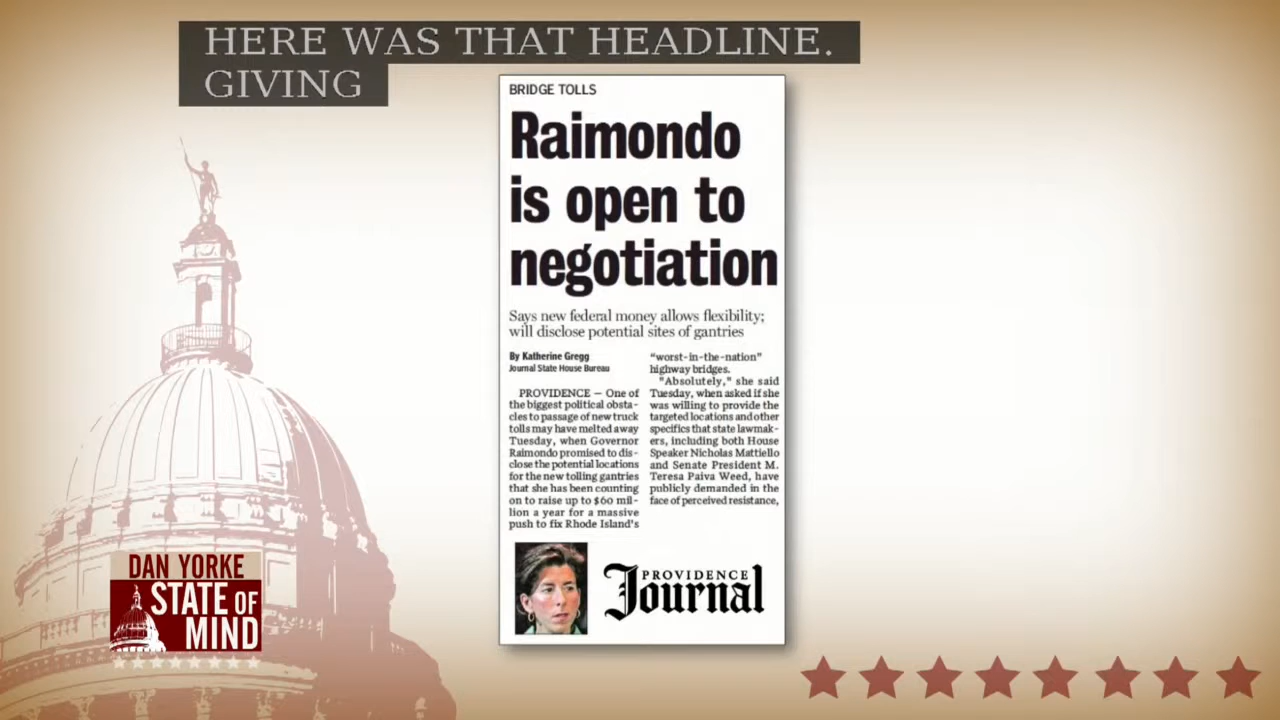 HERE WAS THAT HEADLINE.
GIVING
BRIDGE TOLLS
Raimondo
is open to
negotiation
Says new federal money allows flexibility;
will disclose potential sites of gantries
By Katherine Gregg
Journal State House Bureau
PROVIDENCE — One of
the biggest political obsta-
cles to passage of new truck
tolls may have melted away
Tuesday, when Governor
Raimondo promised to dis-
close the potential locations
for the new tolling gantries
that she has been counting
on to raise up to $60 mil-
lion a year for a massive
push to fix Rhode Island's
"worst-in-the-nation"
highway bridges.
"Absolutely," she said
Tuesday, when asked if she
was willing to provide the
targeted locations and other
specifics that state lawmak-
ers, including both House
Speaker Nicholas Mattiello
and Senate President M.
Teresa Paiva Weed, have
publicly demanded in the
face of perceived resistance,
PROVIDENCE
Journal
DAN YORKE
STATE OF
MIND